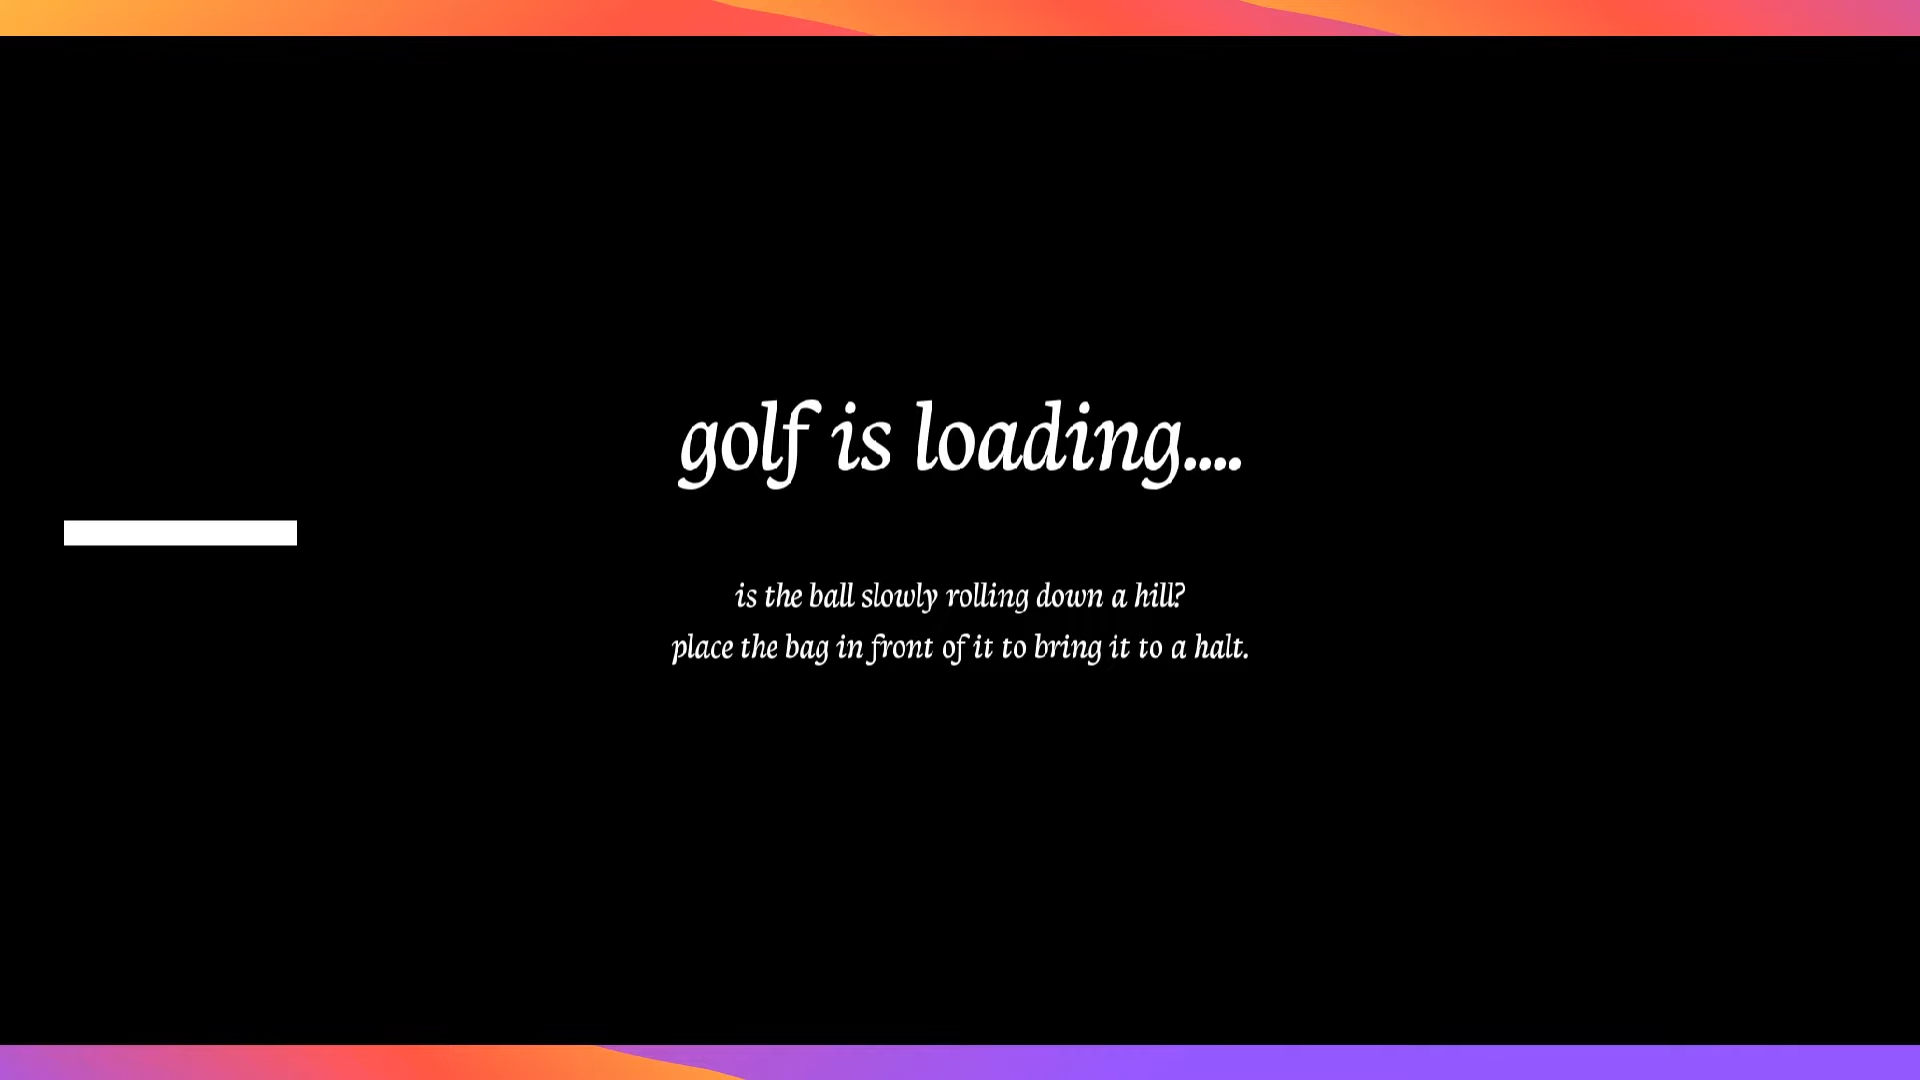 golf is loading....
is the ball slowly rolling down a hill?
place the bag in front of it to bring it to a halt.